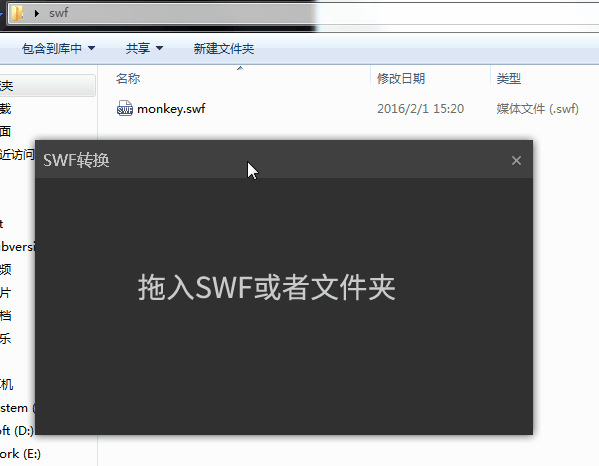 swf
包含到库中
共享
新建文件夹
名称
修改日期
类型
夹
monkey.swf
2016/2/1 15:20
媒体文件 (.swf)
载
面
近访问
SWF转换
拖入SWF或者文件夹
t
bversi
频
片
档
乐
机
stem (
oft (D:)
ork (E:)